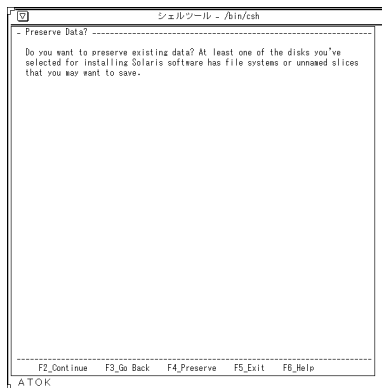 シェルツール - /bin/csh
- Preserve Data? ----------------------------------------------------------------
Do you want to preserve existing data? At least one of the disks you've
selected for installing Solaris software has file systems or unnamed slices
that you may want to save.
--------------------------------------------------------------------------------
F2_Continue F3_Go Back F4_Preserve F5_Exit F6_Help
ATOK